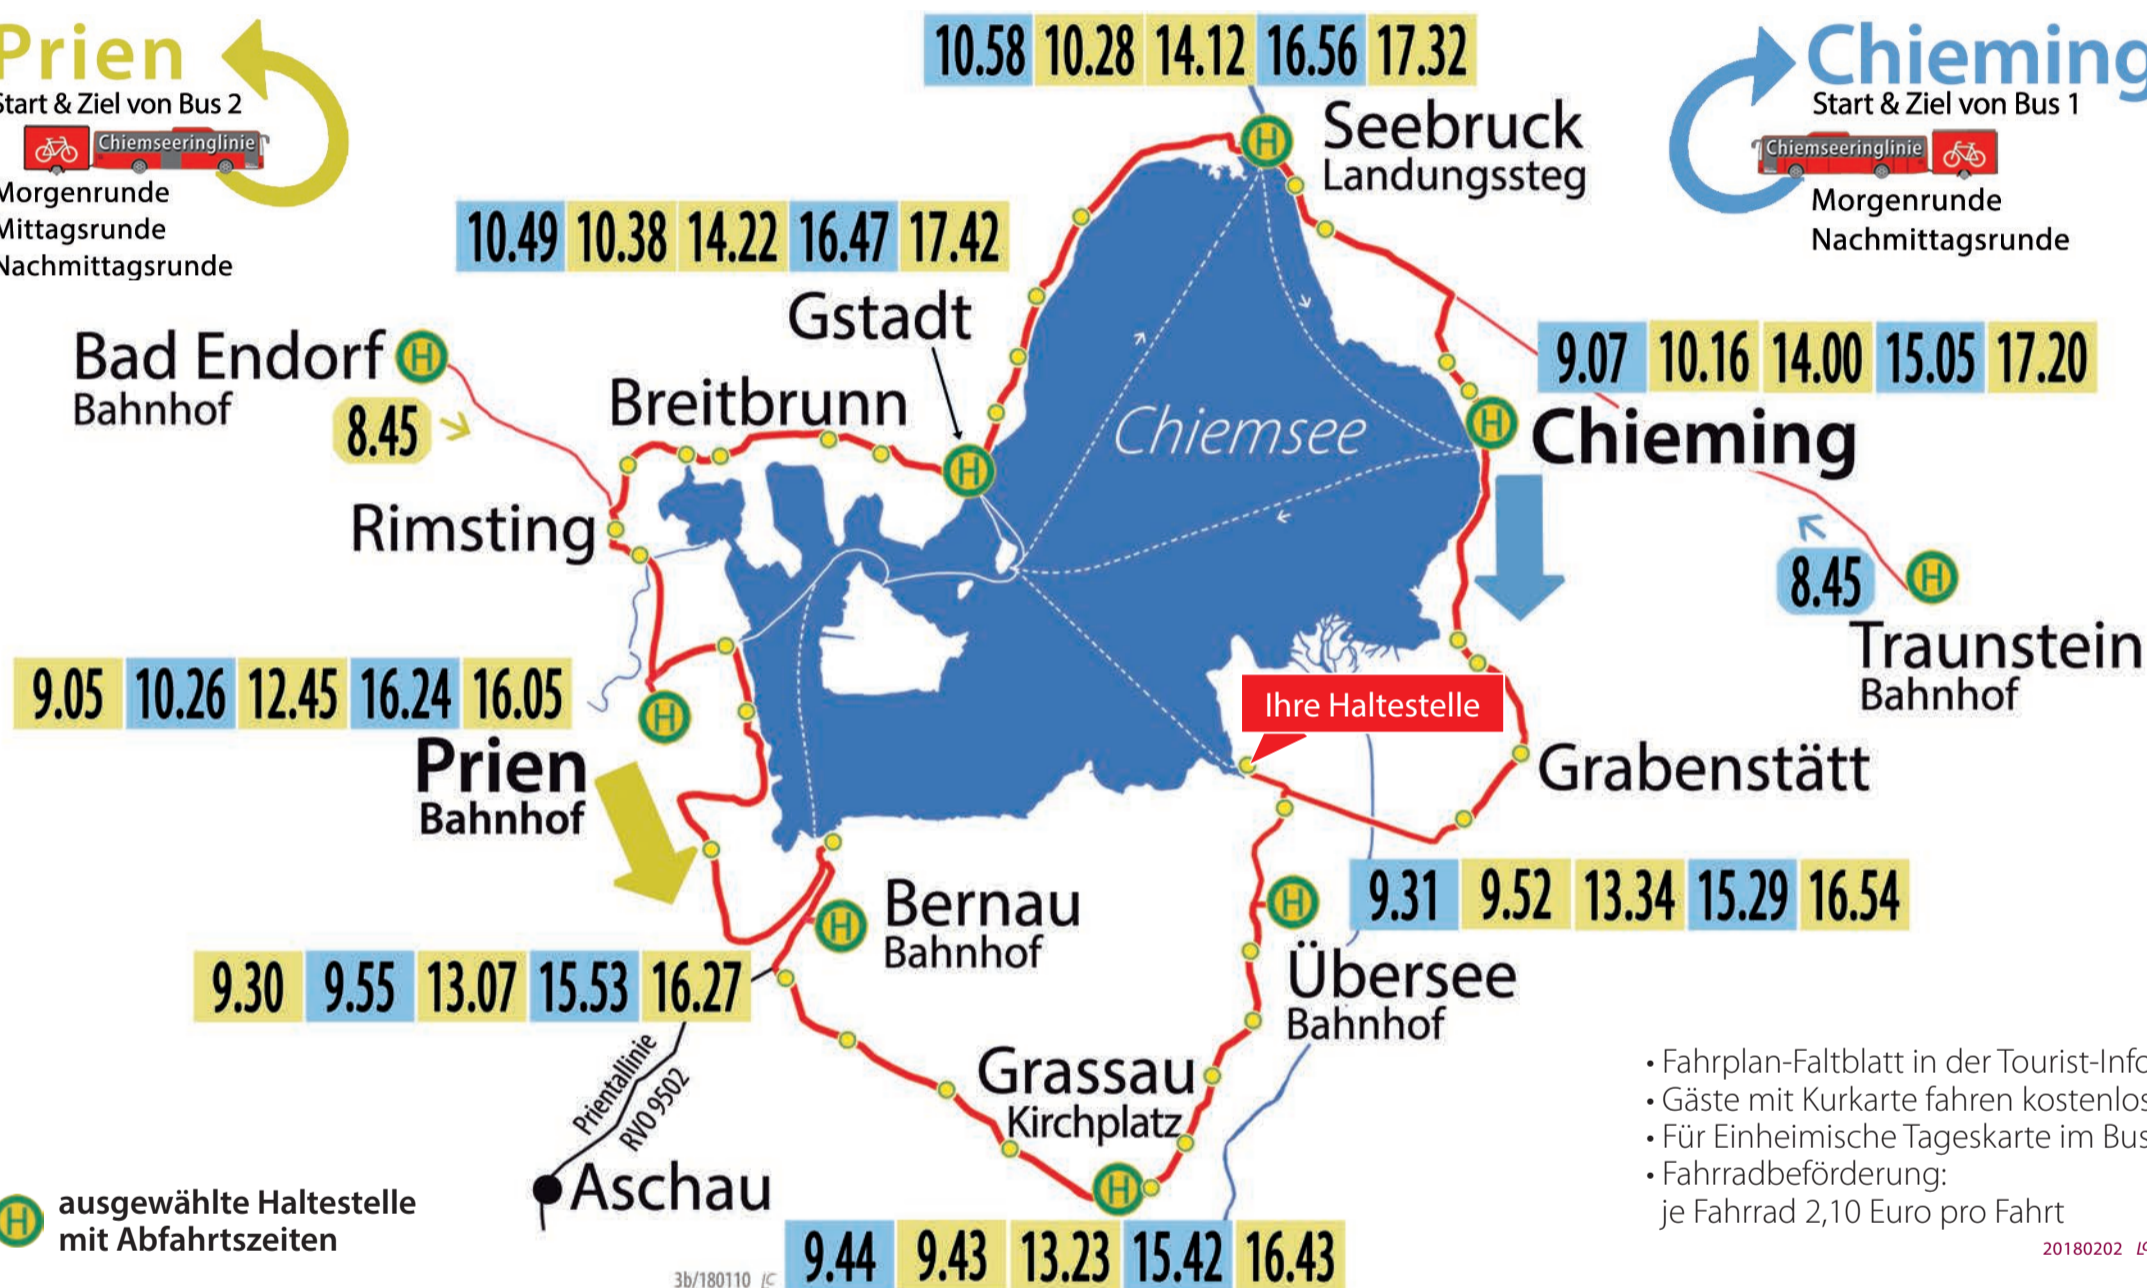 Prien
Start & Ziel von Bus 2
Chiemseeringlinie
Morgenrunde
Mittagsrunde
Nachmittagsrunde
10.58 10.28 14.12 16.56 17.32
Seebruck
Landungssteg
Chieming
Start & Ziel von Bus 1
Chiemseeringlinie
Morgenrunde
Nachmittagsrunde
10.49 10.38 14.22 16.47 17.42
Gstadt
Bad Endorf H
Bahnhof
8.45
Breitbrunn
H
H
Chiemsee
9.07 10.16 14.00 15.05 17.20
H Chieming
Rimsting
8.45 H
Traunstein
Bahnhof
9.05 10.26 12.45 16.24 16.05
H
Prien
Bahnhof
Ihre Haltestelle
Grabenstätt
H Bernau
Bahnhof
H 9.31 9.52 13.34 15.29 16.54
Übersee
Bahnhof
9.30 9.55 13.07 15.53 16.27
Prientallinie
RVO 9502
Aschau
Grassau
Kirchplatz
H
9.44 9.43 13.23 15.42 16.43
H ausgewählte Haltestelle
mit Abfahrtszeiten
• Fahrplan-Faltblatt in der Tourist-Info
• Gäste mit Kurkarte fahren kostenlos
• Für Einheimische Tageskarte im Bus
• Fahrradbeförderung:
je Fahrrad 2,10 Euro pro Fahrt
3b/180110
20180202